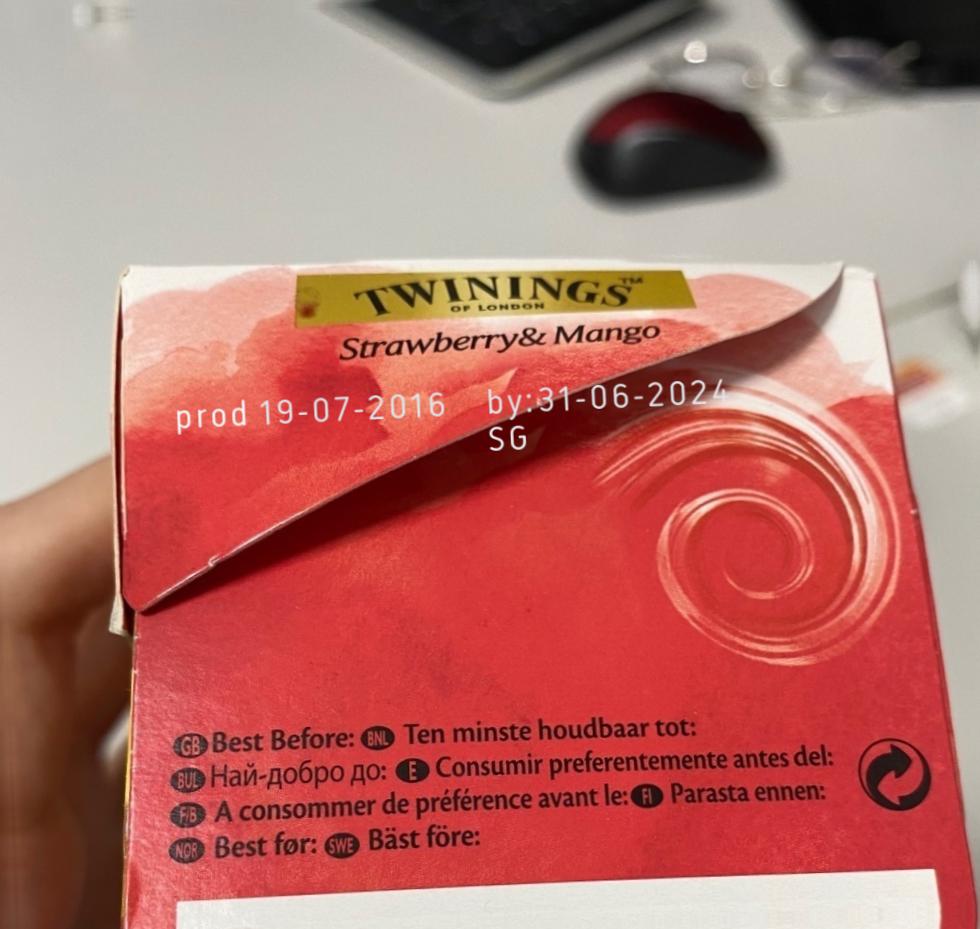 TWININGS™
OF LONDON
Strawberry& Mango
prod 19-07-2016 by:31-06-2024
SG
GB Best Before: BNL Ten minste houdbaar tot:
BUL Най-добро до: E Consumir preferentemente antes del:
F/B A consommer de préférence avant le: FI Parasta ennen:
NOR Best før: SWE Bäst före: